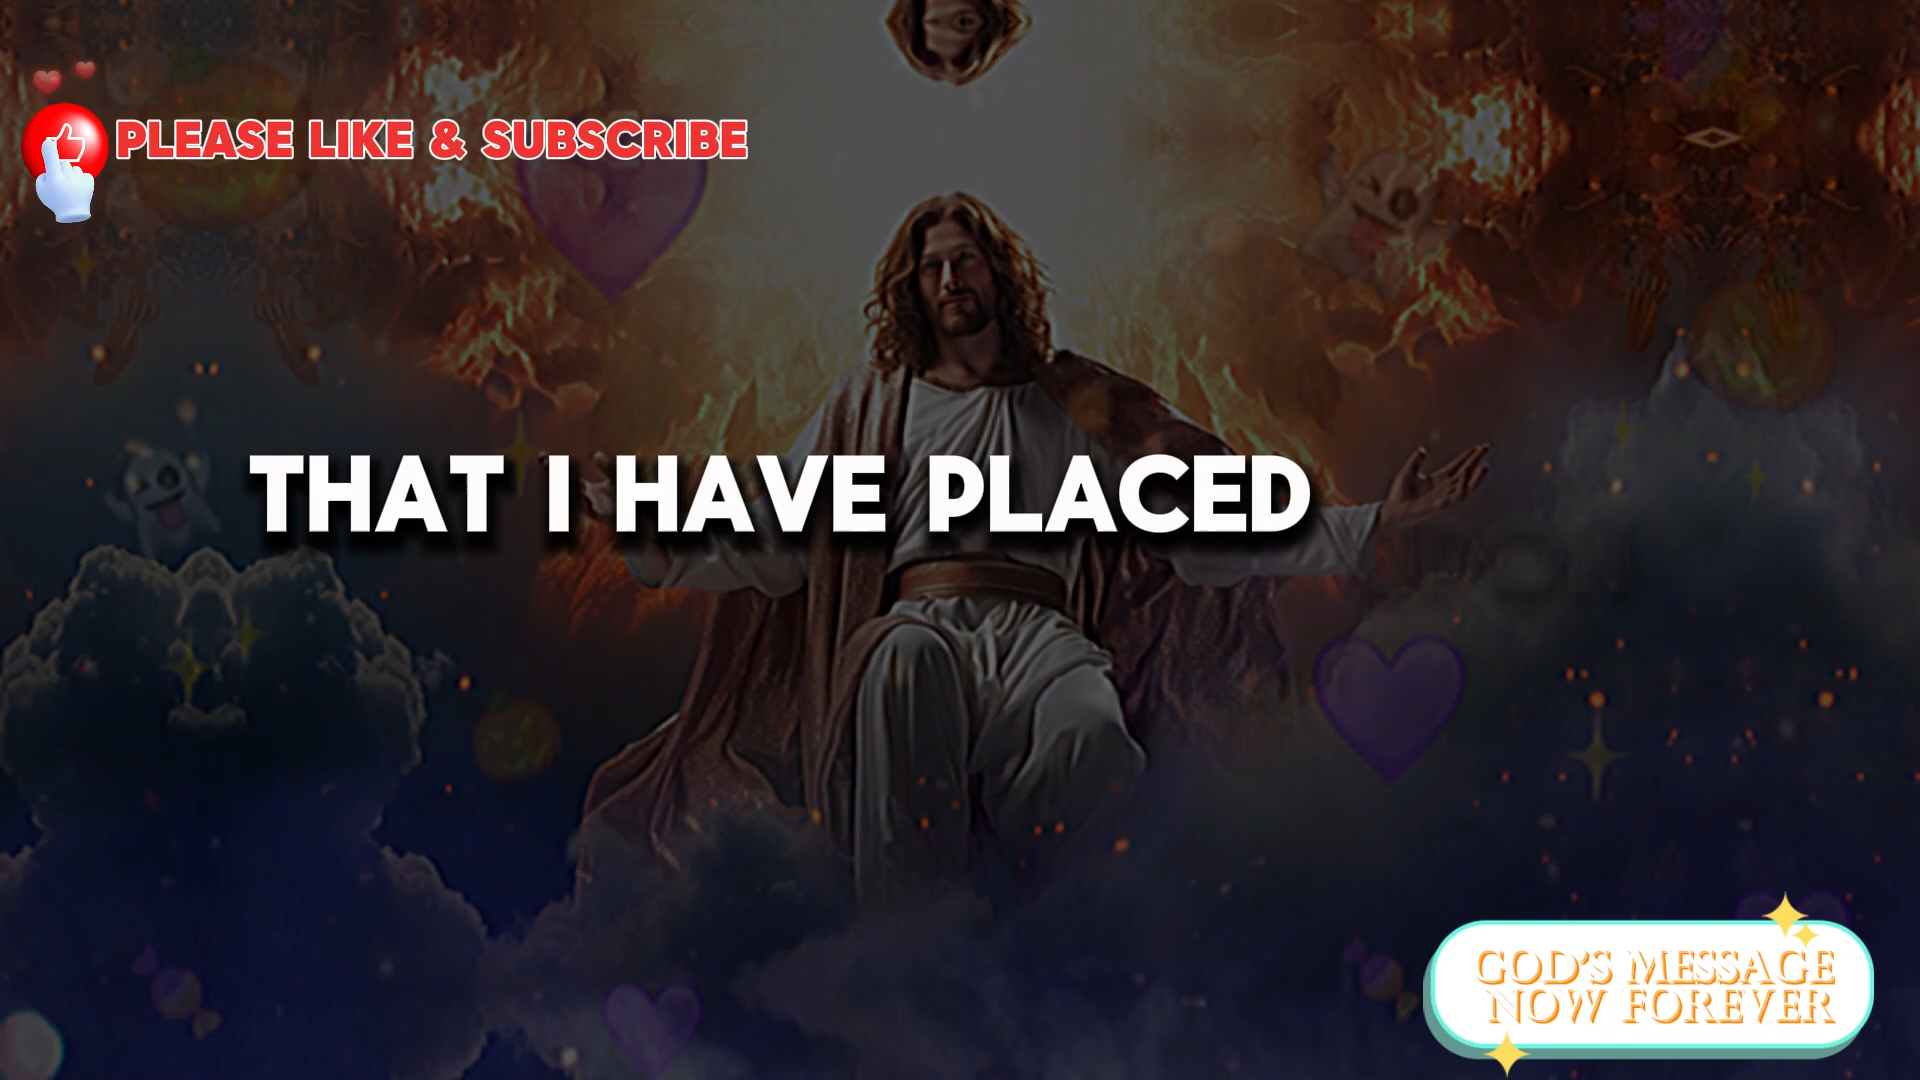 PLEASE LIKE & SUBSCRIBE
THAT I HAVE PLACED
GOD'S MESSAGE
NOW FOREVER